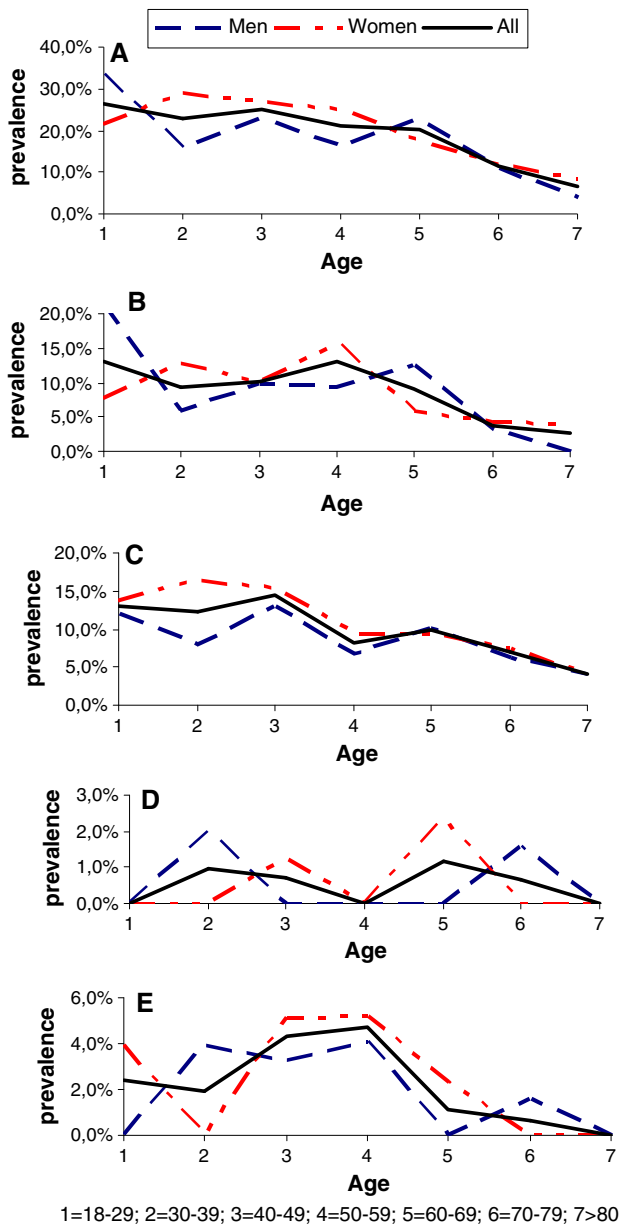 Men Women All
A
40,0%
30,0%
20,0%
10,0%
0,0%
prevalence
1 2 3 4 5 6 7
Age
B
20,0%
15,0%
10,0%
5,0%
0,0%
prevalence
1 2 3 4 5 6 7
Age
C
20,0%
15,0%
10,0%
5,0%
0,0%
prevalence
1 2 3 4 5 6 7
Age
D
3,0%
2,0%
1,0%
0,0%
prevalence
1 2 3 4 5 6 7
Age
E
6,0%
4,0%
2,0%
0,0%
prevalence
1 2 3 4 5 6 7
Age
1=18-29; 2=30-39; 3=40-49; 4=50-59; 5=60-69; 6=70-79; 7>80